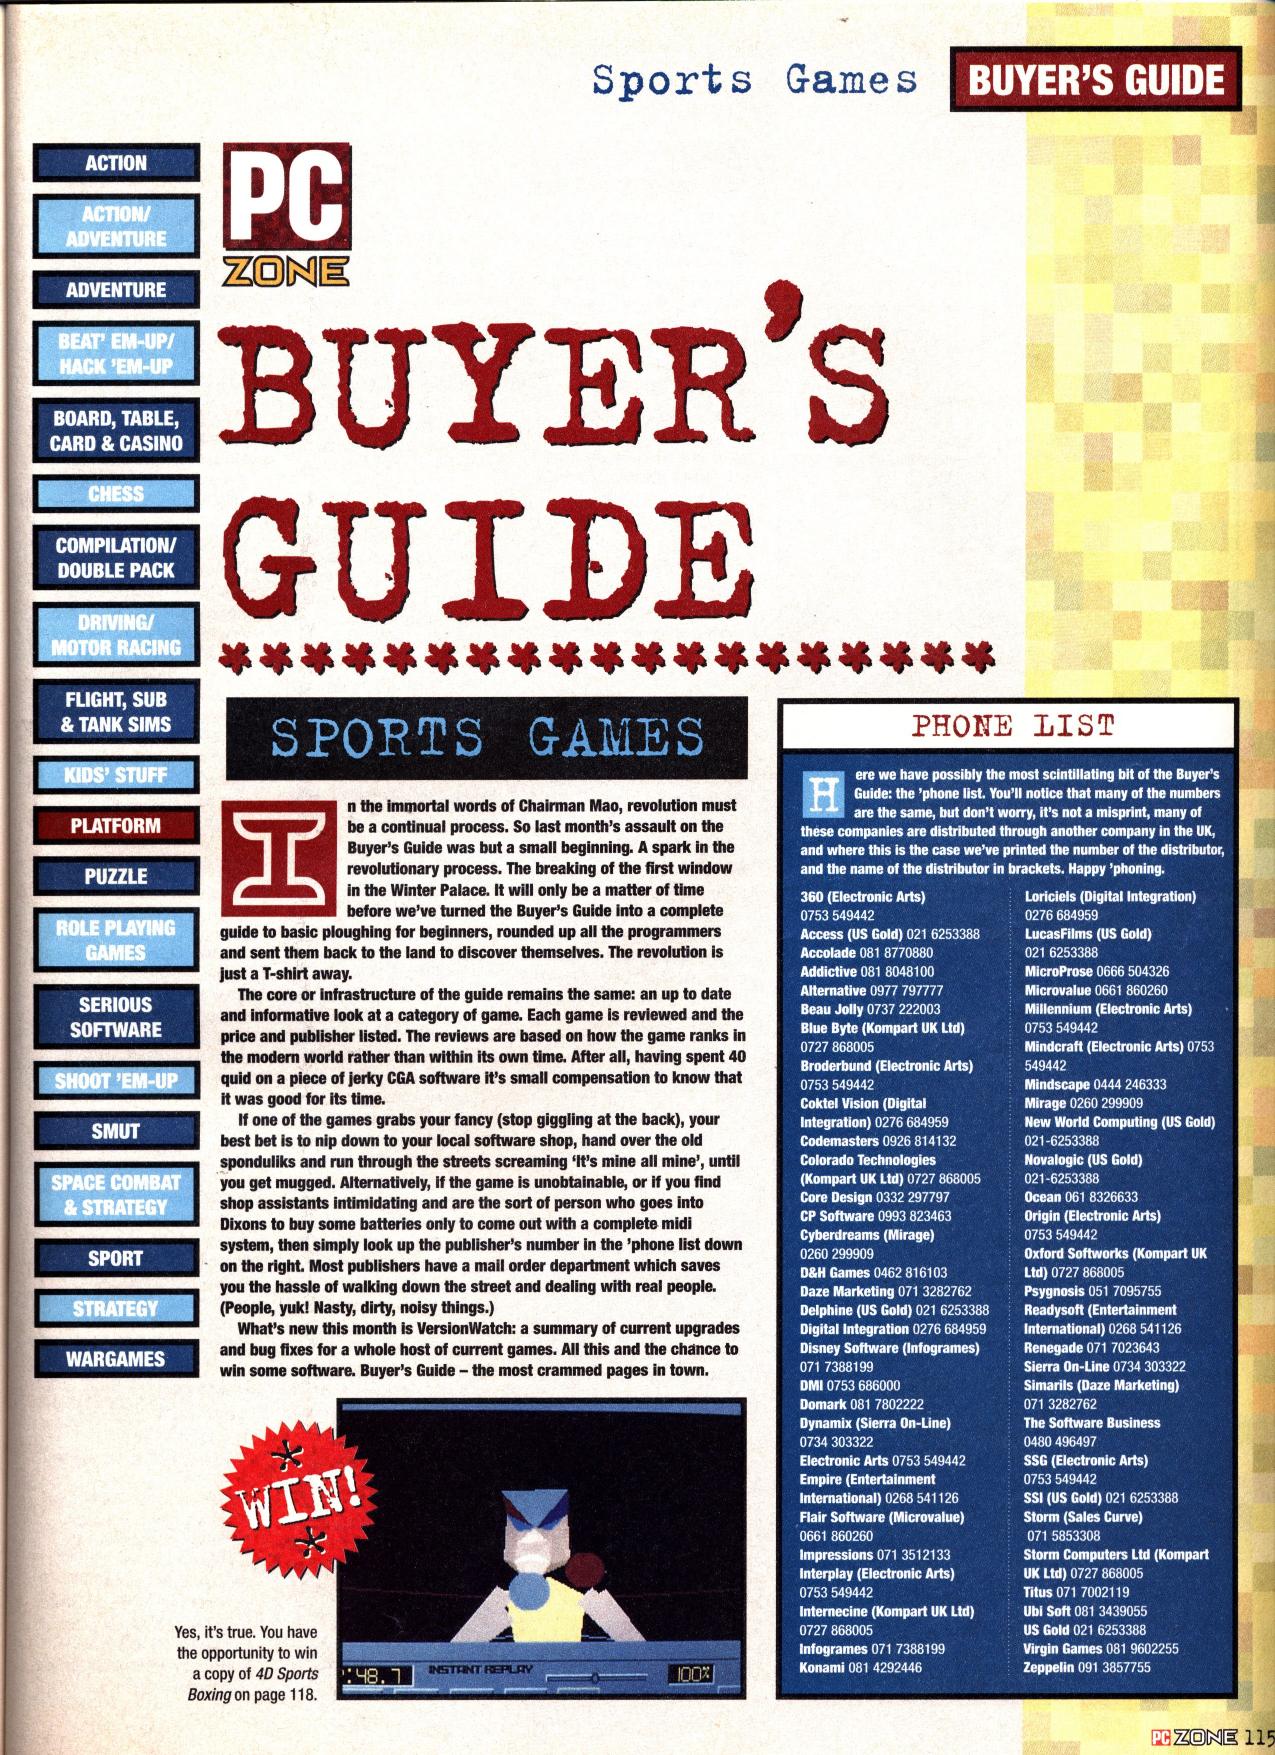 Sports Games
BUYER'S GUIDE
ACTION
ACTION/
ADVENTURE
ADVENTURE
BEAT' EM-UP/
HACK 'EM-UP
BOARD, TABLE,
CARD & CASINO
CHESS
COMPILATION/
DOUBLE PACK
DRIVING/
MOTOR RACING
FLIGHT, SUB
& TANK SIMS
KIDS' STUFF
PLATFORM
PUZZLE
ROLE PLAYING
GAMES
SERIOUS
SOFTWARE
SHOOT 'EM-UP
SMUT
SPACE COMBAT
& STRATEGY
SPORT
STRATEGY
WARGAMES
PC
ZONE
BUYER'S
GUIDE
SPORTS GAMES
In the immortal words of Chairman Mao, revolution must
be a continual process. So last month's assault on the
Buyer's Guide was but a small beginning. A spark in the
revolutionary process. The breaking of the first window
in the Winter Palace. It will only be a matter of time
before we've turned the Buyer's Guide into a complete
guide to basic ploughing for beginners, rounded up all the programmers
and sent them back to the land to discover themselves. The revolution is
just a T-shirt away.
The core or infrastructure of the guide remains the same: an up to date
and informative look at a category of game. Each game is reviewed and the
price and publisher listed. The reviews are based on how the game ranks in
the modern world rather than within its own time. After all, having spent 40
quid on a piece of jerky CGA software it's small compensation to know that
it was good for its time.
If one of the games grabs your fancy (stop giggling at the back), your
best bet is to nip down to your local software shop, hand over the old
sponduliks and run through the streets screaming 'It's mine all mine', until
you get mugged. Alternatively, if the game is unobtainable, or if you find
shop assistants intimidating and are the sort of person who goes into
Dixons to buy some batteries only to come out with a complete midi
system, then simply look up the publisher's number in the 'phone list down
on the right. Most publishers have a mail order department which saves
you the hassle of walking down the street and dealing with real people.
(People, yuk! Nasty, dirty, noisy things.)
What's new this month is VersionWatch: a summary of current upgrades
and bug fixes for a whole host of current games. All this and the chance to
win some software. Buyer's Guide – the most crammed pages in town.
WIN!
Yes, it's true. You have
the opportunity to win
a copy of 4D Sports
Boxing on page 118.
:48.7
INSTANT REPLAY
100%
PHONE LIST
Here we have possibly the most scintillating bit of the Buyer's
Guide: the 'phone list. You'll notice that many of the numbers
are the same, but don't worry, it's not a misprint, many of
these companies are distributed through another company in the UK,
and where this is the case we've printed the number of the distributor,
and the name of the distributor in brackets. Happy 'phoning.
360 (Electronic Arts)
0753 549442
Access (US Gold) 021 6253388
Accolade 081 8770880
Addictive 081 8048100
Alternative 0977 797777
Beau Jolly 0737 222003
Blue Byte (Kompart UK Ltd)
0727 868005
Broderbund (Electronic Arts)
0753 549442
Coktel Vision (Digital
Integration) 0276 684959
Codemasters 0926 814132
Colorado Technologies
(Kompart UK Ltd) 0727 868005
Core Design 0332 297797
CP Software 0993 823463
Cyberdreams (Mirage)
0260 299909
D&H Games 0462 816103
Daze Marketing 071 3282762
Delphine (US Gold) 021 6253388
Digital Integration 0276 684959
Disney Software (Infogrames)
071 7388199
DMI 0753 686000
Domark 081 7802222
Dynamix (Sierra On-Line)
0734 303322
Electronic Arts 0753 549442
Empire (Entertainment
International) 0268 541126
Flair Software (Microvalue)
0661 860260
Impressions 071 3512133
Interplay (Electronic Arts)
0753 549442
Internecine (Kompart UK Ltd)
0727 868005
Infogrames 071 7388199
Konami 081 4292446
Loriciels (Digital Integration)
0276 684959
LucasFilms (US Gold)
021 6253388
MicroProse 0666 504326
Microvalue 0661 860260
Millennium (Electronic Arts)
0753 549442
Mindcraft (Electronic Arts) 0753
549442
Mindscape 0444 246333
Mirage 0260 299909
New World Computing (US Gold)
021-6253388
Novalogic (US Gold)
021-6253388
Ocean 061 8326633
Origin (Electronic Arts)
0753 549442
Oxford Softworks (Kompart UK
Ltd) 0727 868005
Psygnosis 051 7095755
Readysoft (Entertainment
International) 0268 541126
Renegade 071 7023643
Sierra On-Line 0734 303322
Simarils (Daze Marketing)
071 3282762
The Software Business
0480 496497
SSG (Electronic Arts)
0753 549442
SSI (US Gold) 021 6253388
Storm (Sales Curve)
071 5853308
Storm Computers Ltd (Kompart
UK Ltd) 0727 868005
Titus 071 7002119
Ubi Soft 081 3439055
US Gold 021 6253388
Virgin Games 081 9602255
Zeppelin 091 3857755
PC ZONE 115